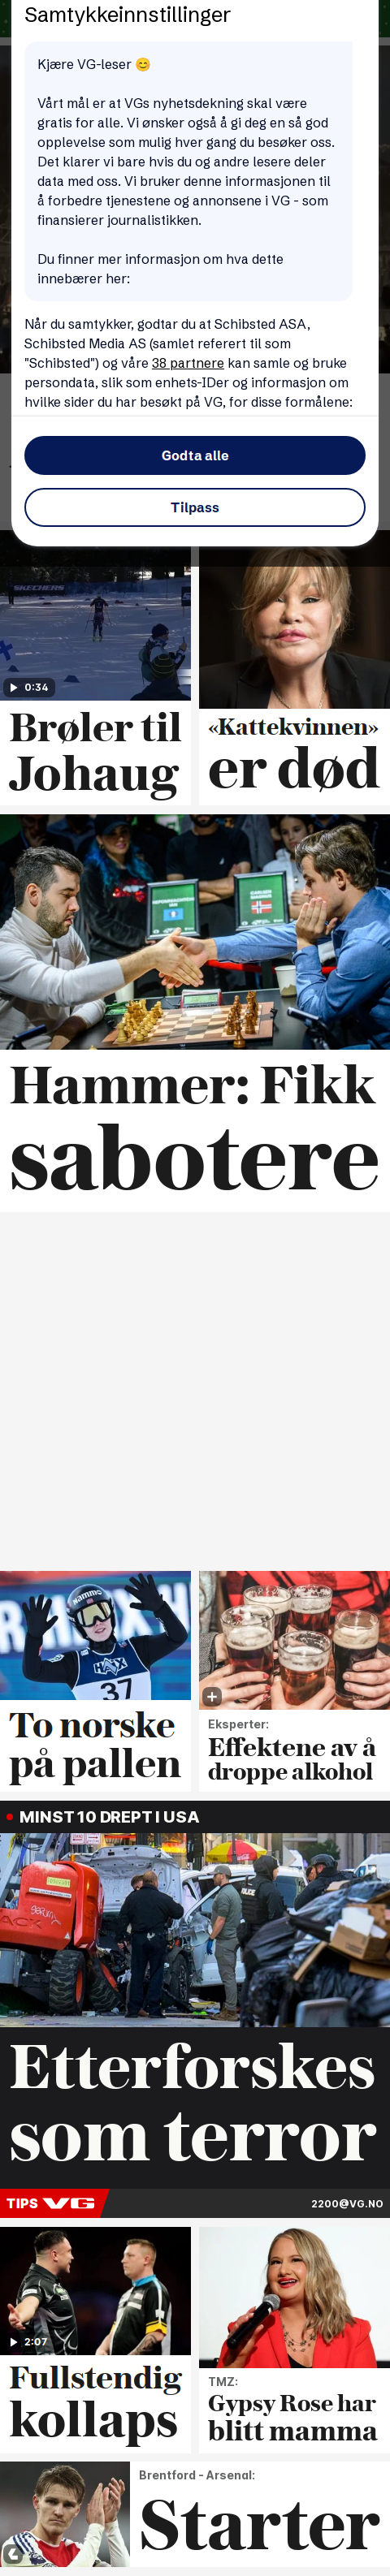 Samtykkeinnstillinger
Kjære VG-leser 😊
Vårt mål er at VGs nyhetsdekning skal være
gratis for alle. Vi ønsker også å gi deg en så god
opplevelse som mulig hver gang du besøker oss.
Det klarer vi bare hvis du og andre lesere deler
data med oss. Vi bruker denne informasjonen til
å forbedre tjenestene og annonsene i VG - som
finansierer journalistikken.
Du finner mer informasjon om hva dette
innebærer her:
Når du samtykker, godtar du at Schibsted ASA,
Schibsted Media AS (samlet referert til som
"Schibsted") og våre 38 partnere kan samle og bruke
persondata, slik som enhets-IDer og informasjon om
hvilke sider du har besøkt på VG, for disse formålene:
Godta alle
Tilpass
SKECHERS
0:34
Brøler til
Johaug
«Kattekvinnen»
er død
Hammer: Fikk
sabotere
37
To norske
på pallen
Eksperter:
Effektene av å
droppe alkohol
MINST 10 DREPT I USA
POLICE
Etterforskes
som terror
TIPS VG
2200@VG.NO
2:07
Fullstendig
kollaps
TMZ:
Gypsy Rose har
blitt mamma
Brentford - Arsenal:
Starter